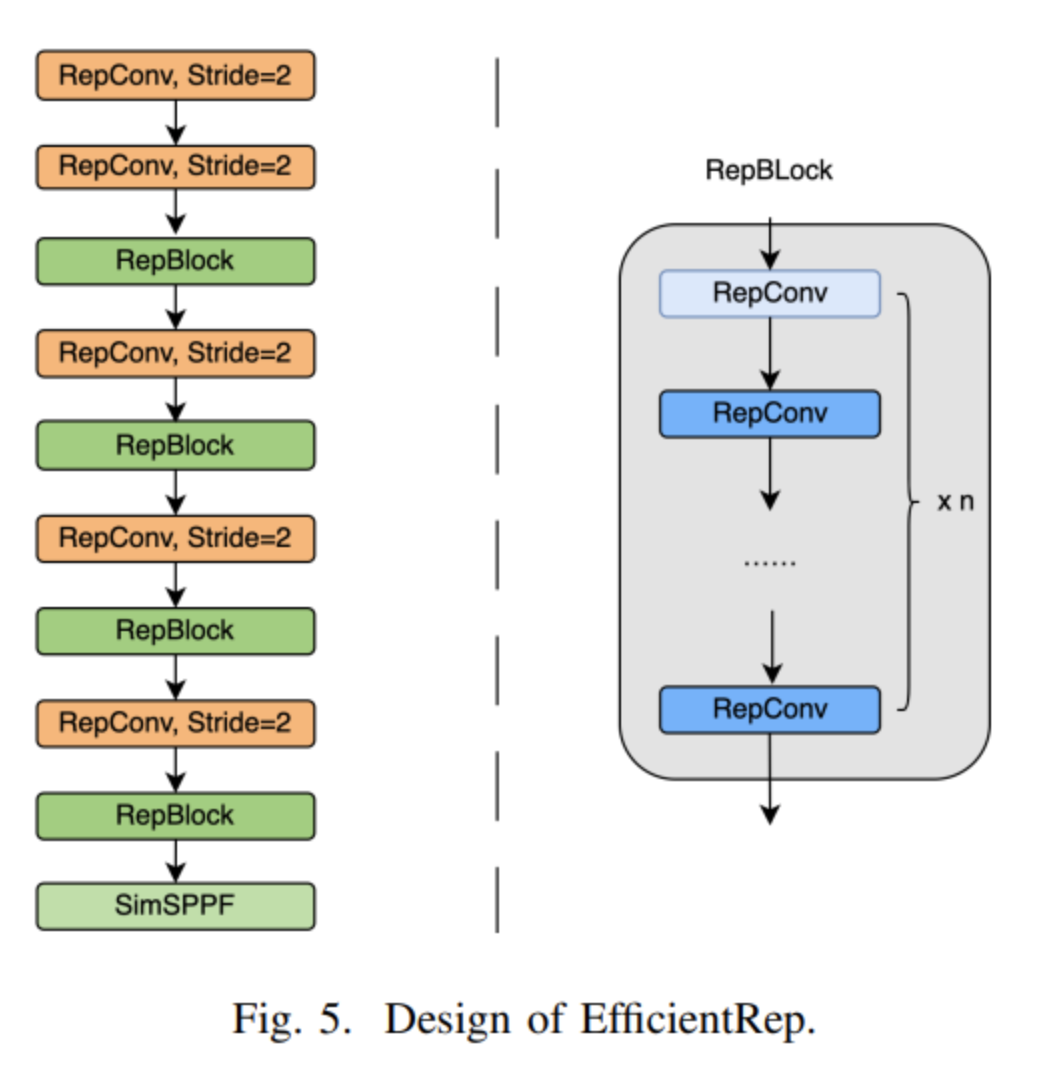 RepConv, Stride=2
RepConv, Stride=2
RepBlock
RepConv, Stride=2
RepBlock
RepConv, Stride=2
RepBlock
RepConv, Stride=2
RepBlock
SimSPPF
RepBLock
RepConv
RepConv
......
x n
RepConv
Fig. 5. Design of EfficientRep.